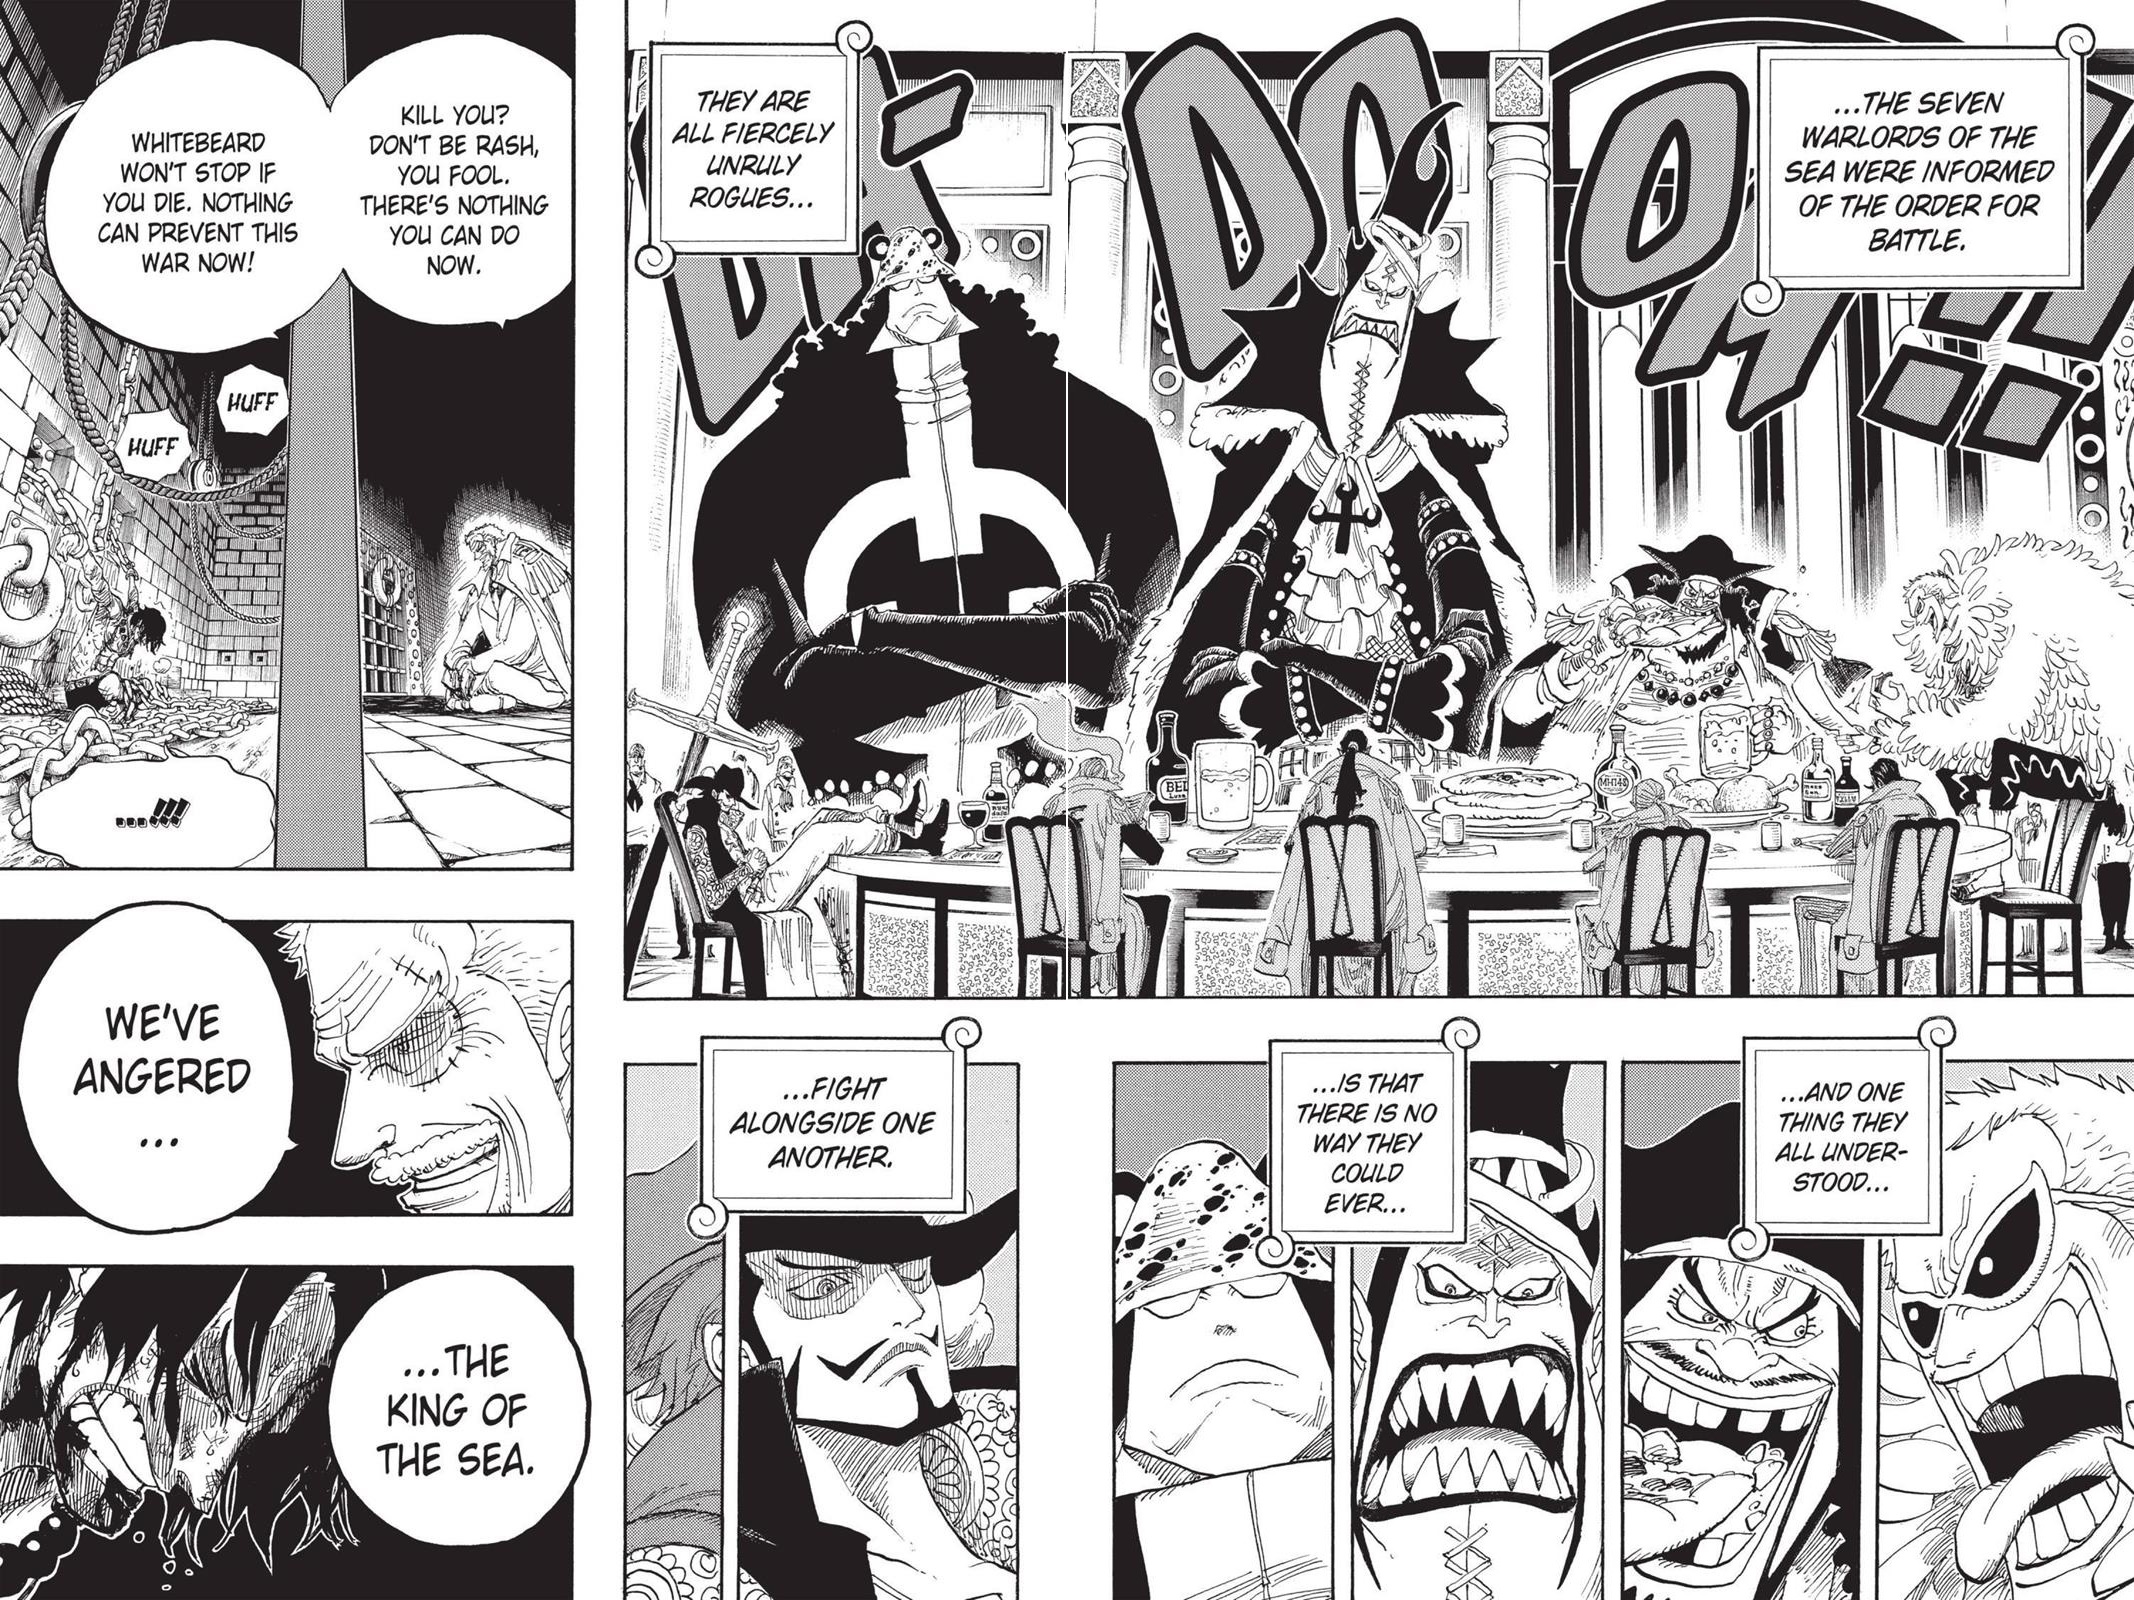 ...THE SEVEN
WARLORDS OF THE
SEA WERE INFORMED
OF THE ORDER FOR
BATTLE.
THEY ARE
ALL FIERCELY
UNRULY
ROGUES...
BEL
MH148
...AND ONE
THING THEY
ALL UNDER-
STOOD...
...IS THAT
THERE IS NO
WAY THEY
COULD
EVER...
...FIGHT
ALONGSIDE ONE
ANOTHER.
KILL YOU?
DON'T BE RASH,
YOU FOOL.
THERE'S NOTHING
YOU CAN DO
NOW.
WHITEBEARD
WON'T STOP IF
YOU DIE. NOTHING
CAN PREVENT THIS
WAR NOW!
HUFF
HUFF
...!!!
WE'VE
ANGERED
...
...THE
KING OF
THE SEA.